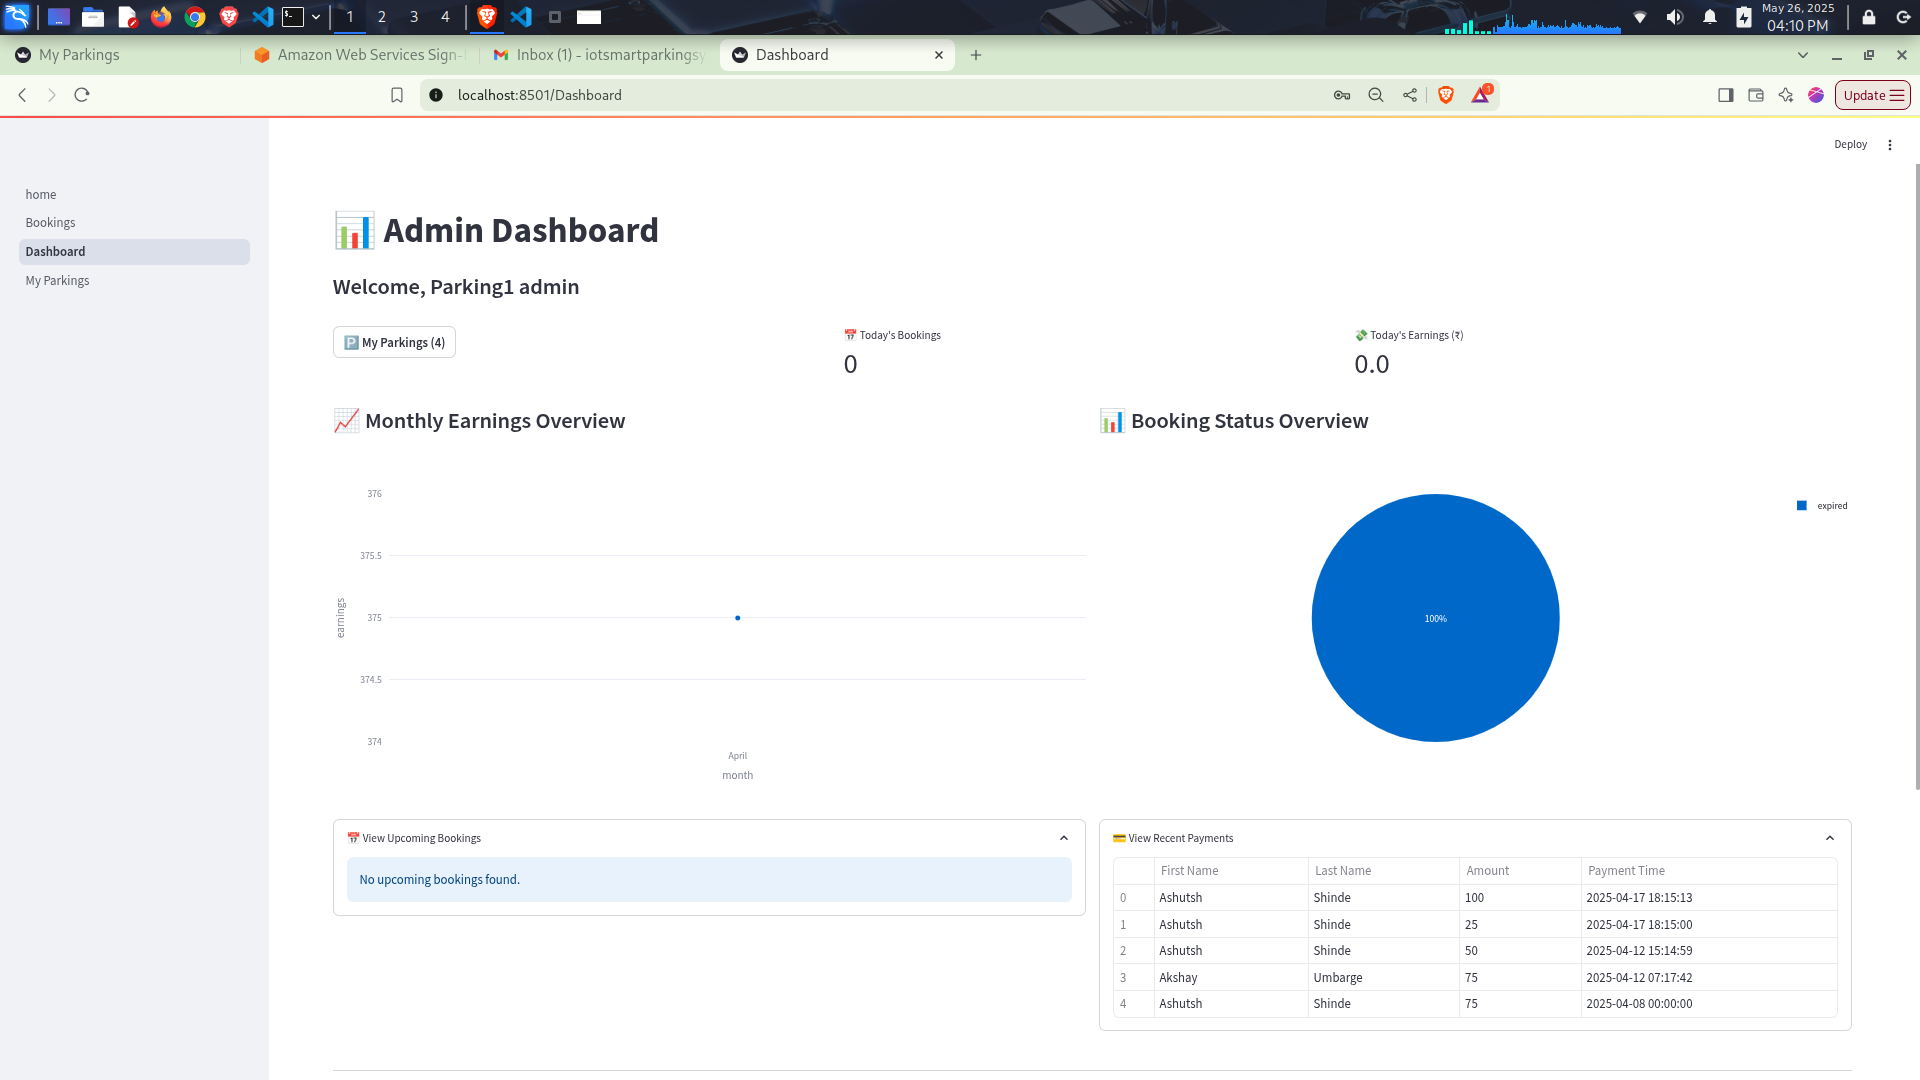 1 2 3 4
May 26, 2025
04:10 PM
My Parkings
Amazon Web Services Sign-
Inbox (1) - iotsmartparkingsy
Dashboard
localhost:8501/Dashboard
1
Update
Deploy
home
Bookings
Dashboard
My Parkings
Admin Dashboard
Welcome, Parking1 admin
My Parkings (4)
Today's Bookings
0
Today's Earnings (₹)
0.0
Monthly Earnings Overview
376
375.5
375
374.5
374
earnings
April
month
Booking Status Overview
100%
expired
View Upcoming Bookings
No upcoming bookings found.
View Recent Payments
First Name Last Name Amount Payment Time
0 Ashutsh Shinde 100 2025-04-17 18:15:13
1 Ashutsh Shinde 25 2025-04-17 18:15:00
2 Ashutsh Shinde 50 2025-04-12 15:14:59
3 Akshay Umbarge 75 2025-04-12 07:17:42
4 Ashutsh Shinde 75 2025-04-08 00:00:00